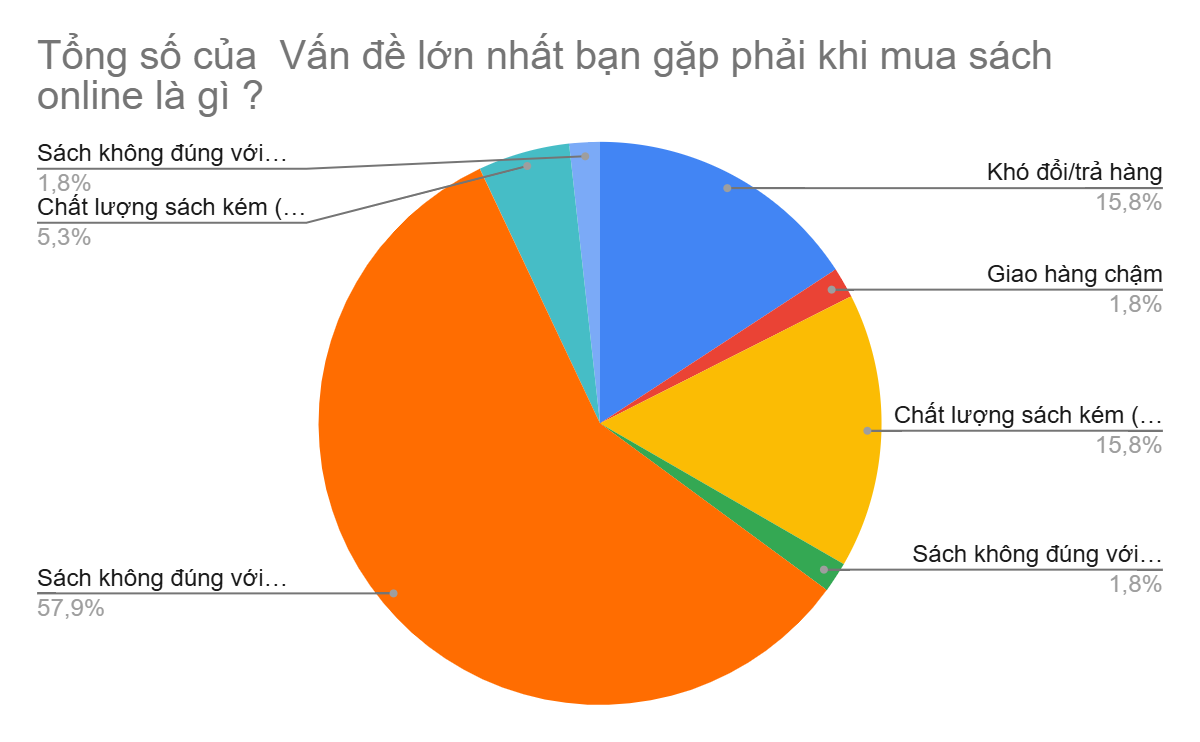 Tổng số của  Vấn đề lớn nhất bạn gặp phải khi mua sách
online là gì ?
Sách không đúng với…
1,8%
Chất lượng sách kém (…
5,3%
Sách không đúng với…
57,9%
Khó đổi/trả hàng
15,8%
Giao hàng chậm
1,8%
Chất lượng sách kém (…
15,8%
Sách không đúng với…
1,8%